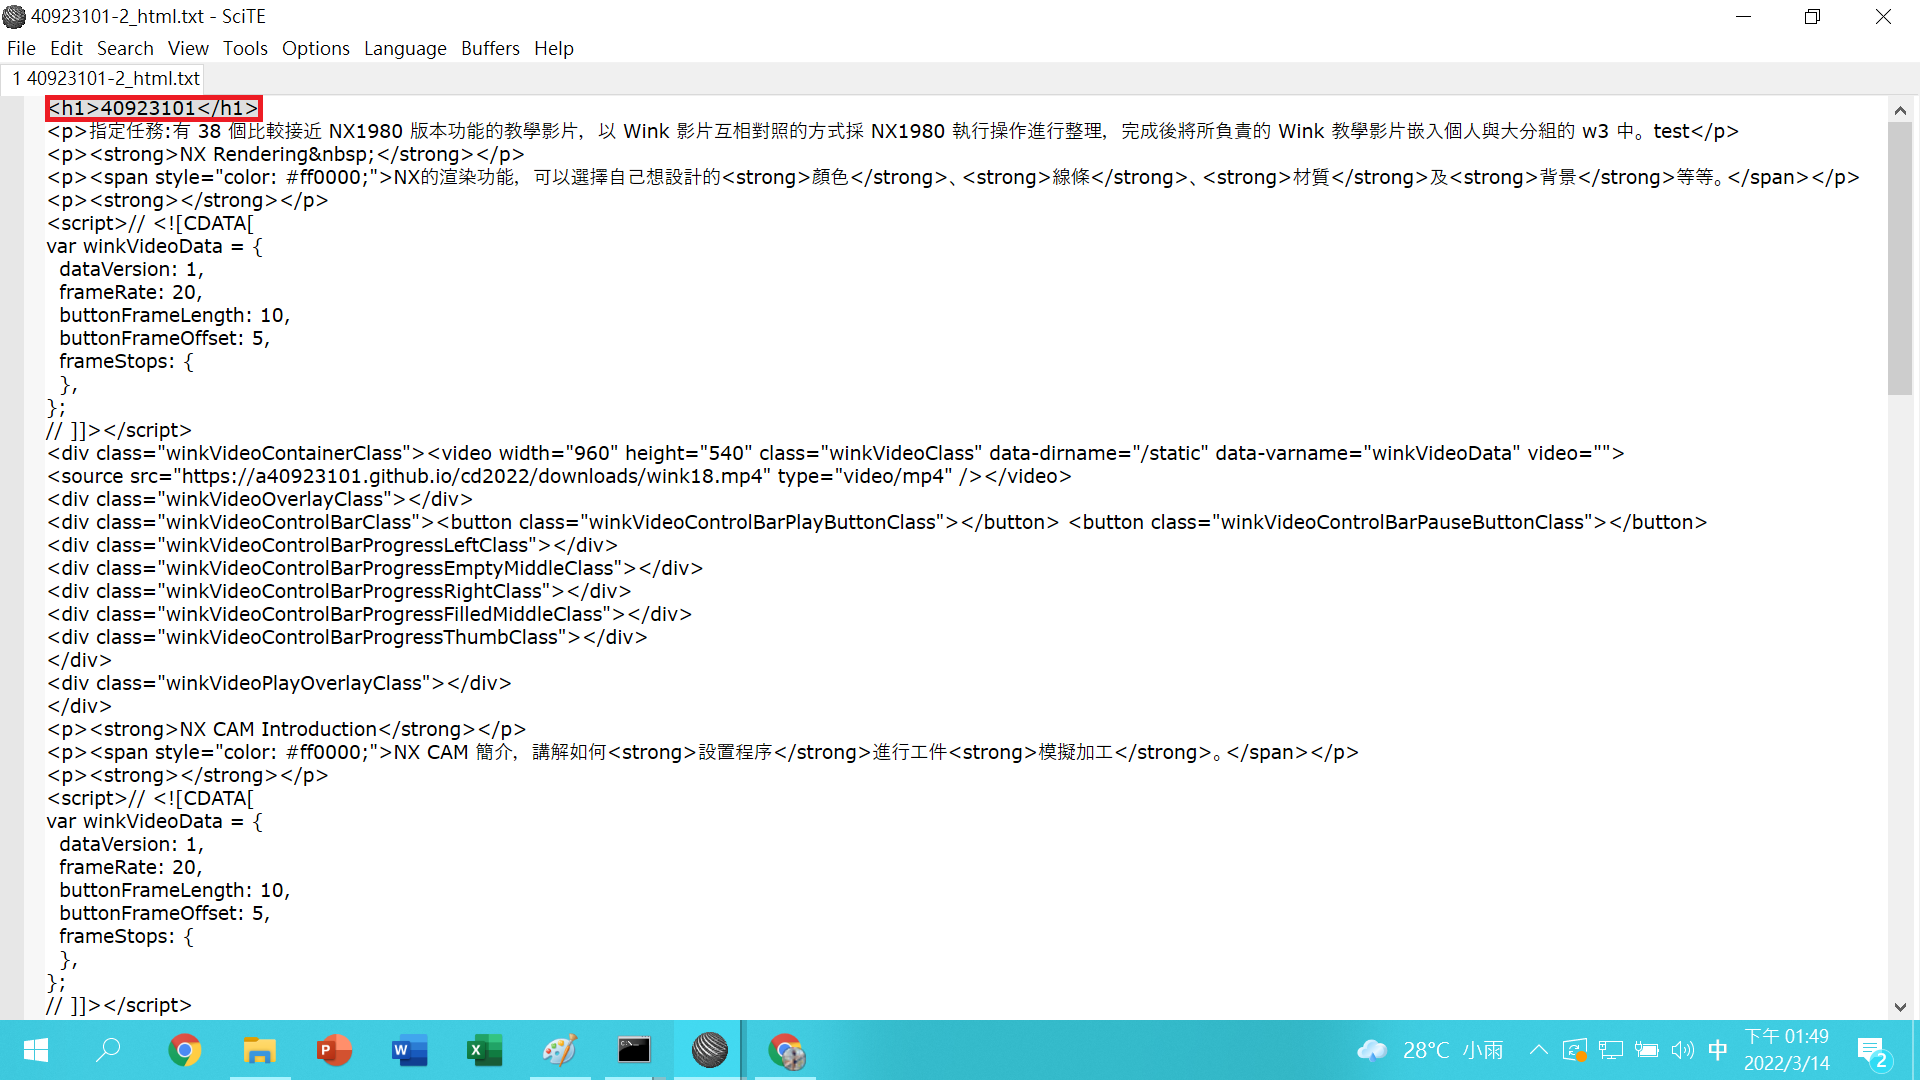 40923101-2_html.txt - SciTE
File Edit Search View Tools Options Language Buffers Help
1 40923101-2_html.txt
<h1>40923101</h1>
<p>指定任務:有 38 個比較接近 NX1980 版本功能的教學影片，以 Wink 影片互相對照的方式採 NX1980 執行操作進行整理，完成後將所負責的 Wink 教學影片嵌入個人與大分組的 w3 中。test</p>
<p><strong>NX Rendering&nbsp;</strong></p>
<p><span style="color: #ff0000;">NX的渲染功能，可以選擇自己想設計的<strong>顏色</strong>、<strong>線條</strong>、<strong>材質</strong>及<strong>背景</strong>等等。</span></p>
<p><strong></strong></p>
<script>// <![CDATA[
var winkVideoData = {
  dataVersion: 1,
  frameRate: 20,
  buttonFrameLength: 10,
  buttonFrameOffset: 5,
  frameStops: {
  },
};
// ]]></script>
<div class="winkVideoContainerClass"><video width="960" height="540" class="winkVideoClass" data-dirname="/static" data-varname="winkVideoData" video="">
<source src="https://a40923101.github.io/cd2022/downloads/wink18.mp4" type="video/mp4" /></video>
<div class="winkVideoOverlayClass"></div>
<div class="winkVideoControlBarClass"><button class="winkVideoControlBarPlayButtonClass"></button> <button class="winkVideoControlBarPauseButtonClass"></button>
<div class="winkVideoControlBarProgressLeftClass"></div>
<div class="winkVideoControlBarProgressEmptyMiddleClass"></div>
<div class="winkVideoControlBarProgressRightClass"></div>
<div class="winkVideoControlBarProgressFilledMiddleClass"></div>
<div class="winkVideoControlBarProgressThumbClass"></div>
</div>
<div class="winkVideoPlayOverlayClass"></div>
</div>
<p><strong>NX CAM Introduction</strong></p>
<p><span style="color: #ff0000;">NX CAM 簡介，講解如何<strong>設置程序</strong>進行工件<strong>模擬加工</strong>。</span></p>
<p><strong></strong></p>
<script>// <![CDATA[
var winkVideoData = {
  dataVersion: 1,
  frameRate: 20,
  buttonFrameLength: 10,
  buttonFrameOffset: 5,
  frameStops: {
  },
};
// ]]></script>
28°C 小雨 中 下午 01:49
2022/3/14 2